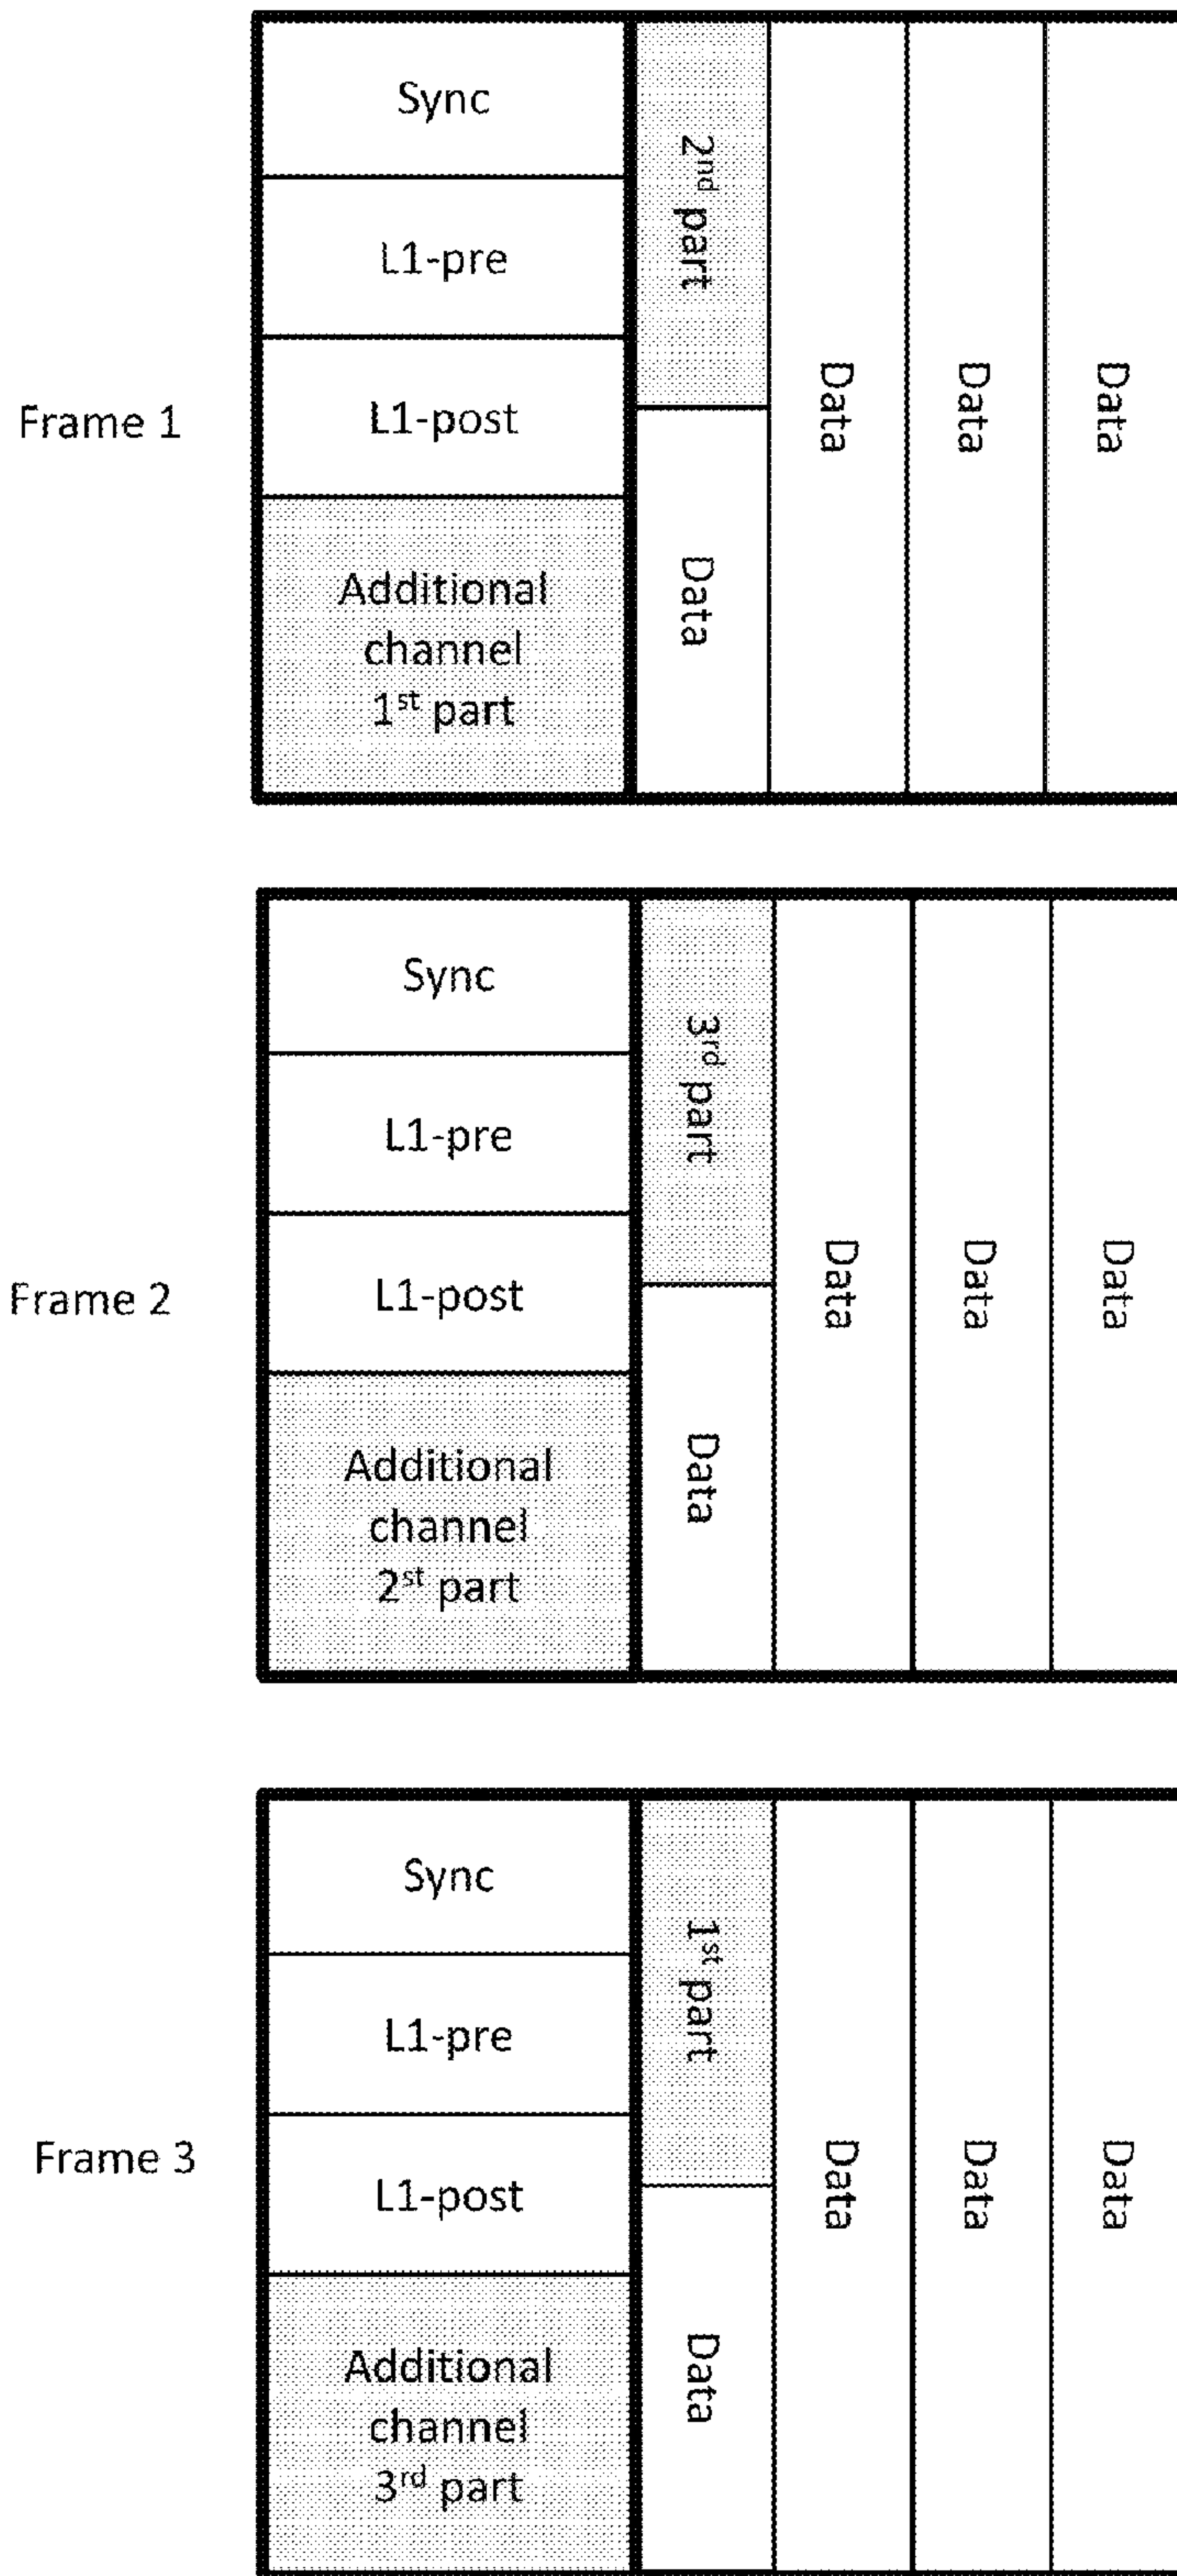 Frame 1
Sync
L1-pre
L1-post
Additional
channel
1st part
2nd part
Data
Data
Data
Data
Frame 2
Sync
L1-pre
L1-post
Additional
channel
2st part
3rd part
Data
Data
Data
Data
Frame 3
Sync
L1-pre
L1-post
Additional
channel
3rd part
1st part
Data
Data
Data
Data